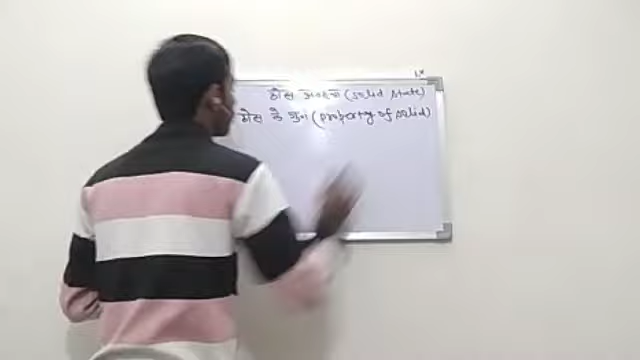 ठोस अवस्था (solid state)
ठोस के गुण (property of solid)